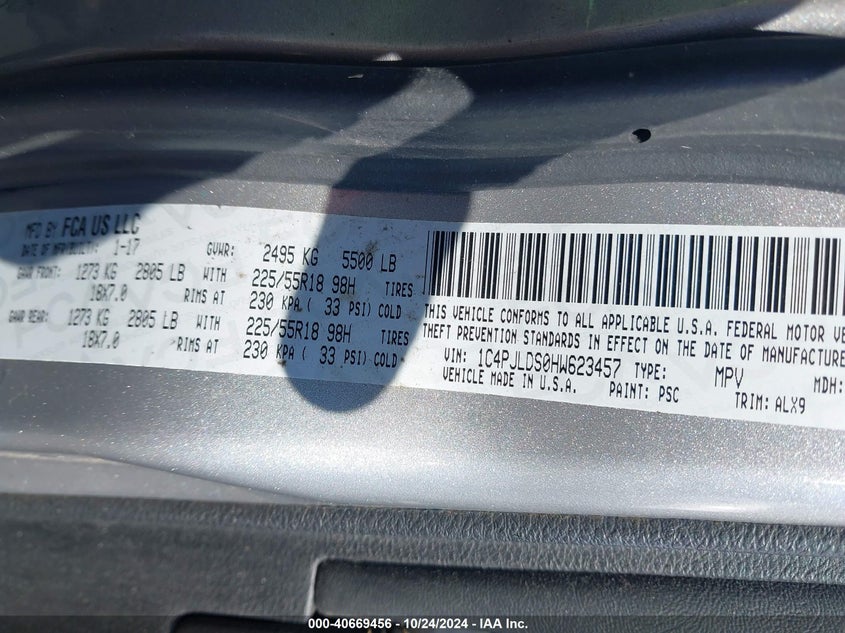 MFD BY FCA US LLC
DATE OF MFR/BUILT: 1-17 GVWR: 2495 KG 5500 LB
GAWR FRONT: 1273 KG 2805 LB WITH 225/55R18 98H TIRES
18X7.0 RIMS AT 230 KPA ( 33 PSI) COLD
GAWR REAR: 1273 KG 2805 LB WITH 225/55R18 98H TIRES
18X7.0 RIMS AT 230 KPA ( 33 PSI) COLD
THIS VEHICLE CONFORMS TO ALL APPLICABLE U.S.A. FEDERAL MOTOR VE
THEFT PREVENTION STANDARDS IN EFFECT ON THE DATE OF MANUFACTURE
VIN: 1C4PJLDS0HW623457 TYPE: MPV MDH:
VEHICLE MADE IN U.S.A. PAINT: PSC TRIM: ALX9
000-40669456 - 10/24/2024 - IAA Inc.